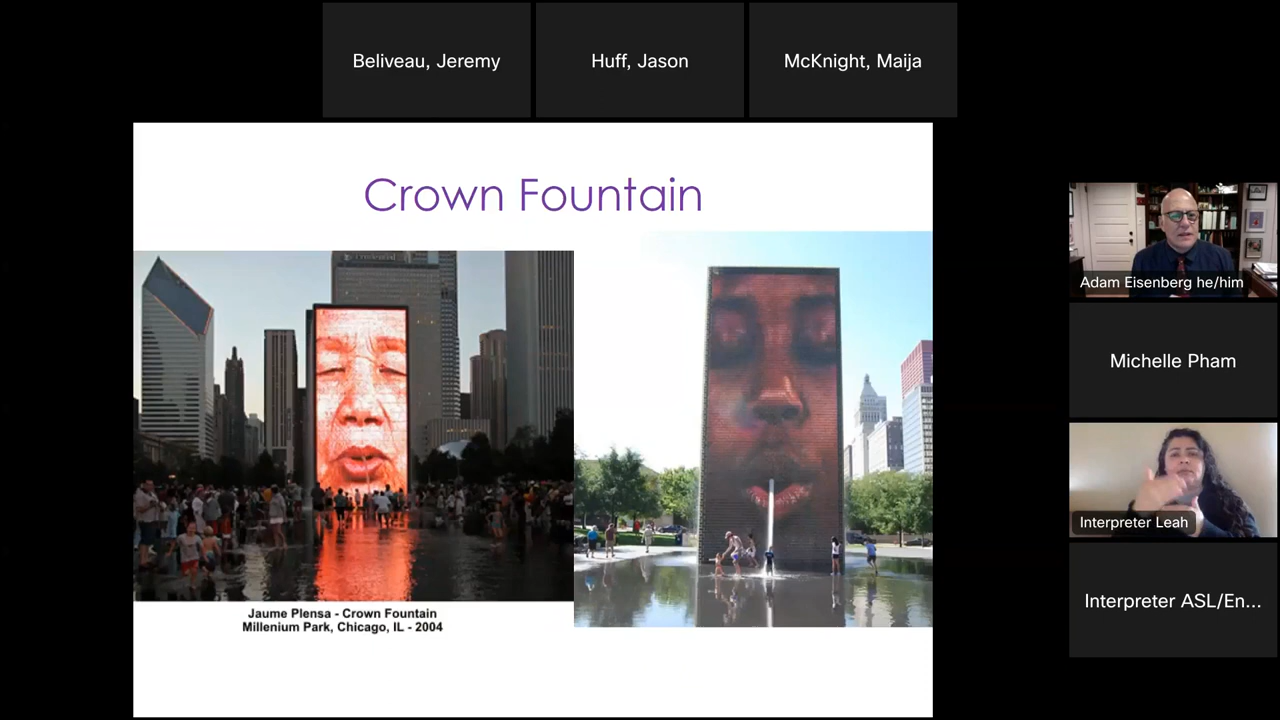 Beliveau, Jeremy
Huff, Jason
McKnight, Maija
Crown Fountain
Jaume Plensa - Crown Fountain
Millenium Park, Chicago, IL - 2004
Adam Eisenberg he/him
Michelle Pham
Interpreter Leah
Interpreter ASL/En...